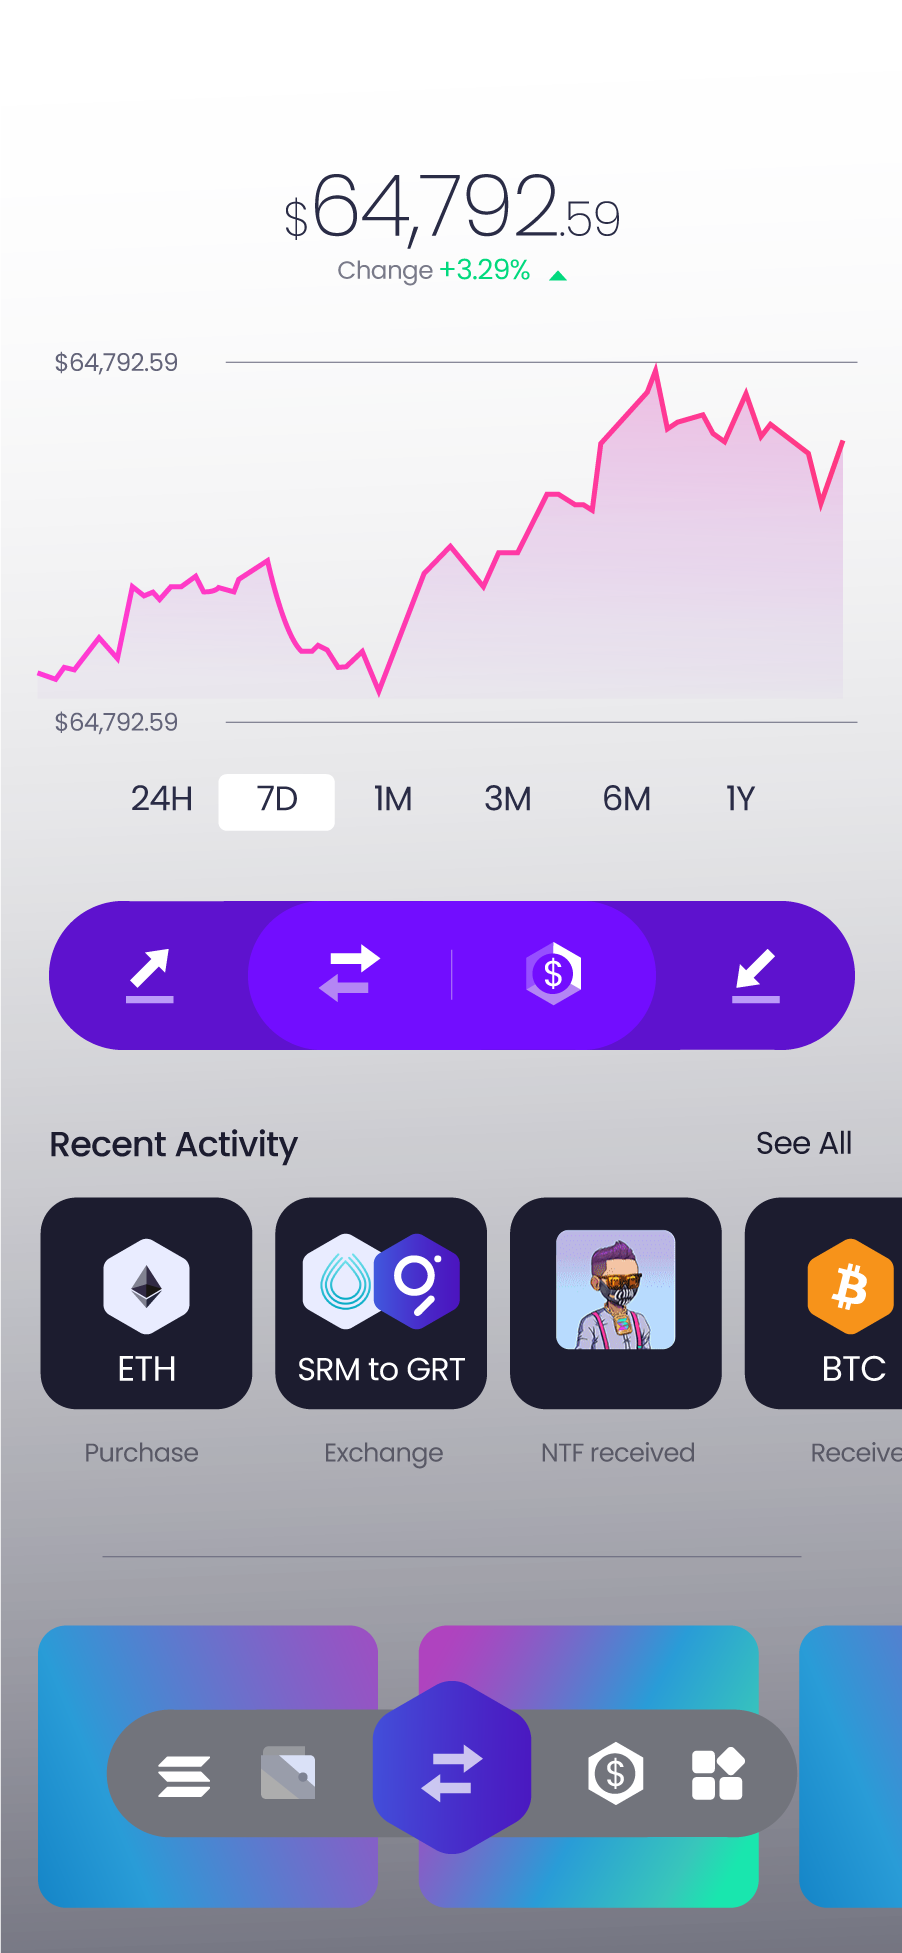 $64,792.59
Change +3.29%
$64,792.59
$64,792.59
24H 7D 1M 3M 6M 1Y
$
Recent Activity See All
ETH SRM to GRT BTC
Purchase Exchange NTF received Receive
$